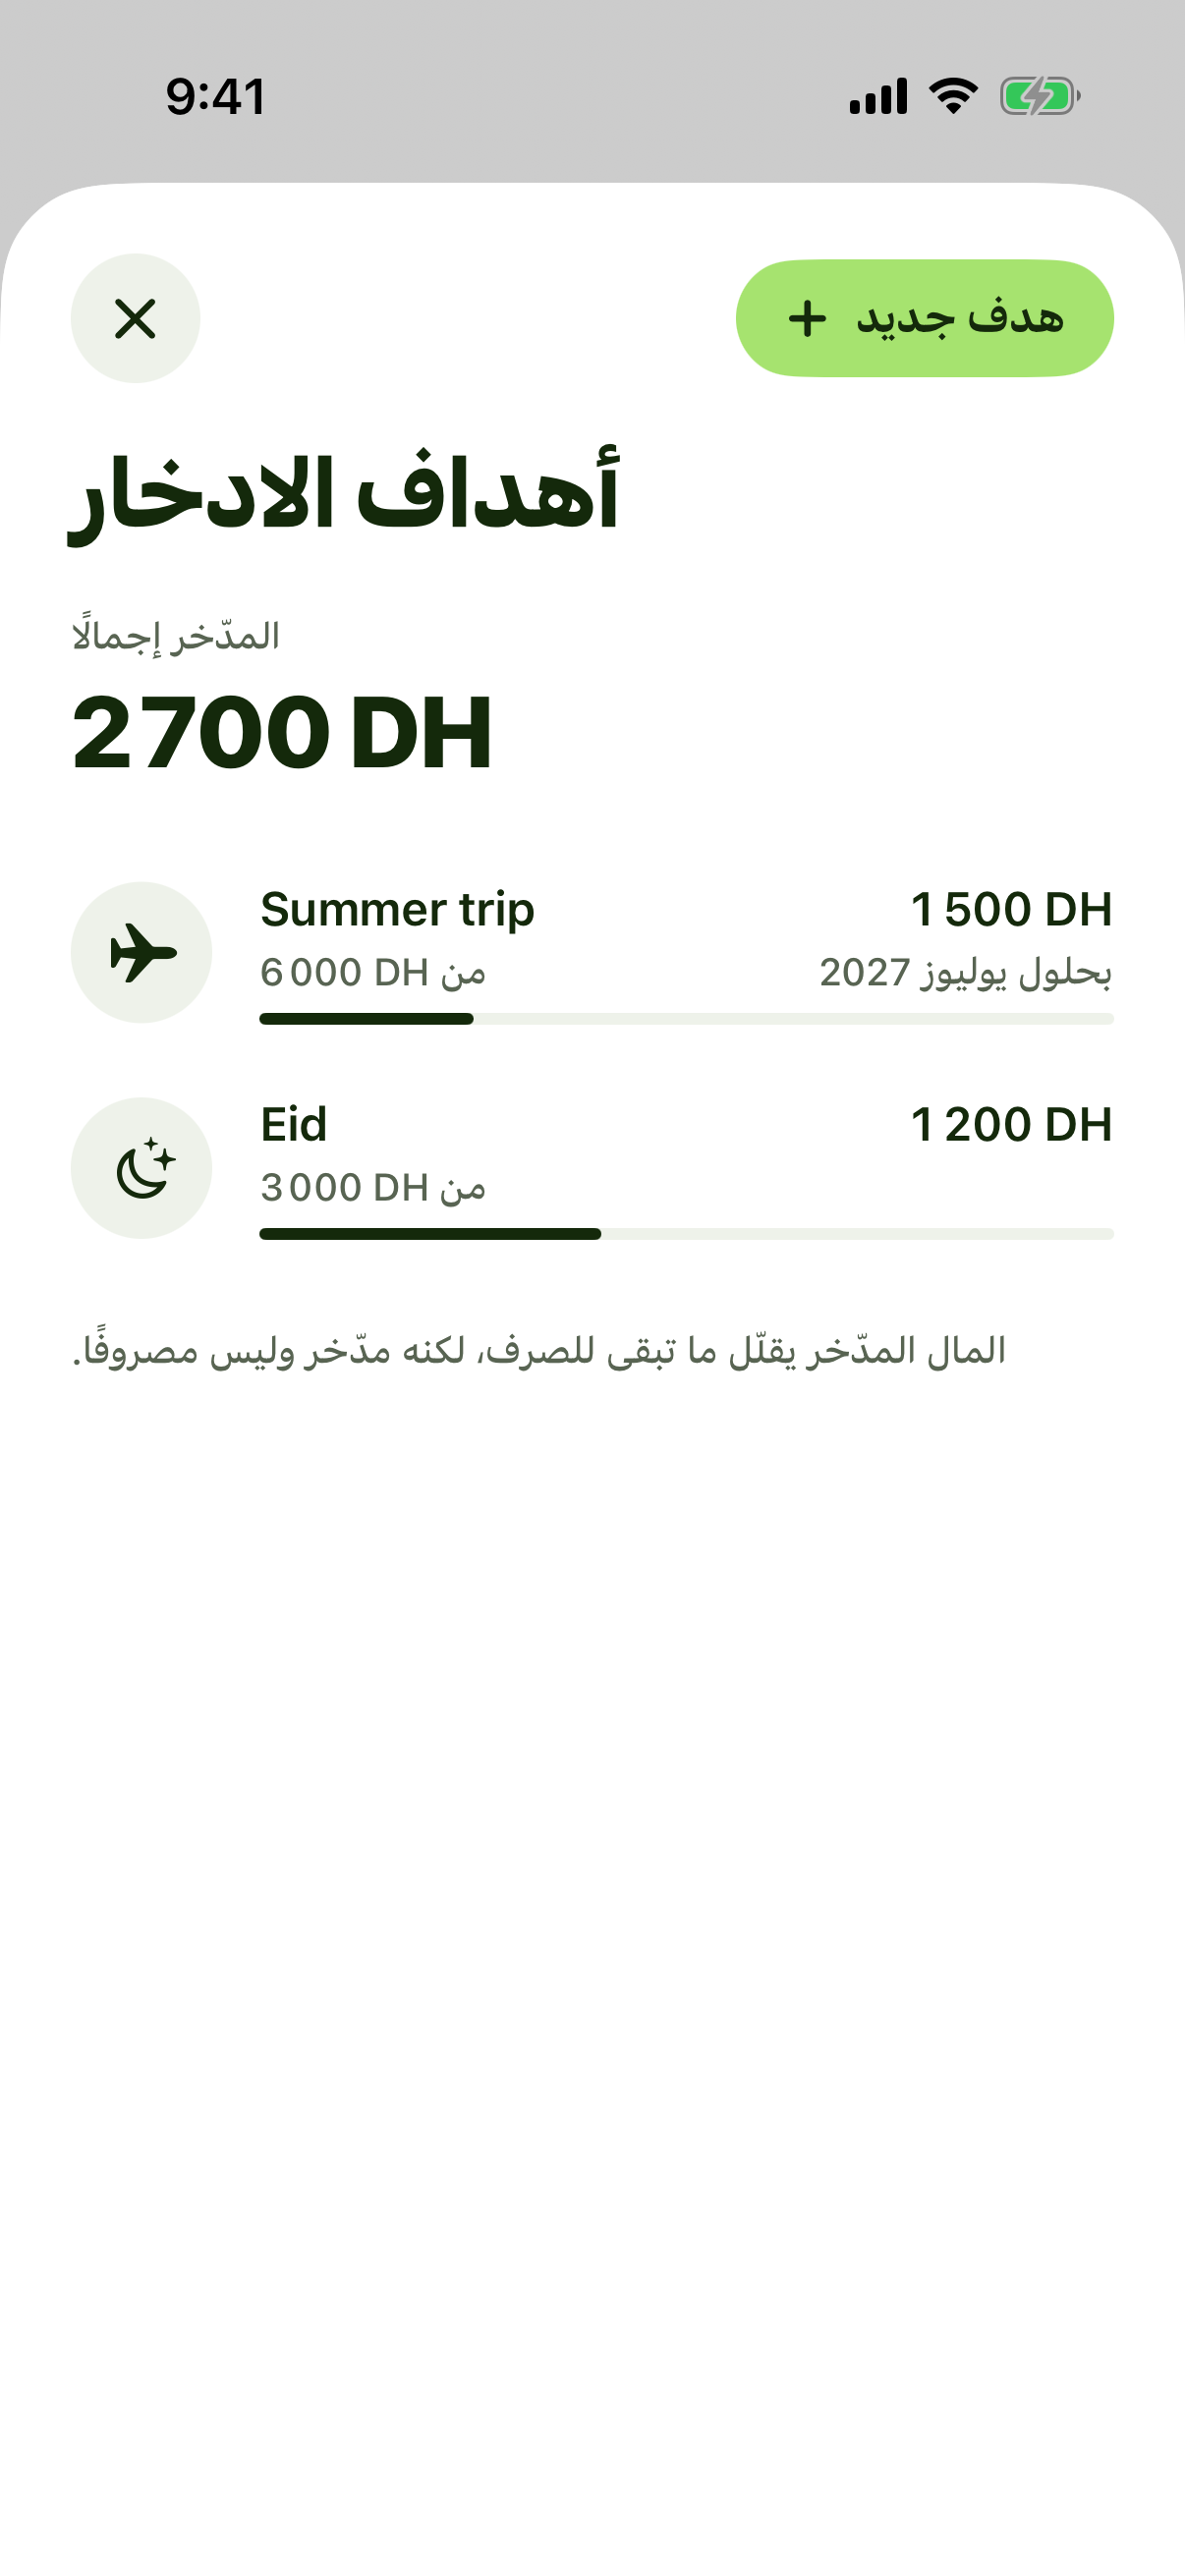 9:41
هدف جديد
أهداف الادخار
المدّخر إجمالًا
2 700 DH
Summer trip
1 500 DH
من 6 000 DH
بحلول يوليوز 2027
Eid
1 200 DH
من 3 000 DH
المال المدّخر يقلّل ما تبقى للصرف، لكنه مدّخر وليس مصروفًا.